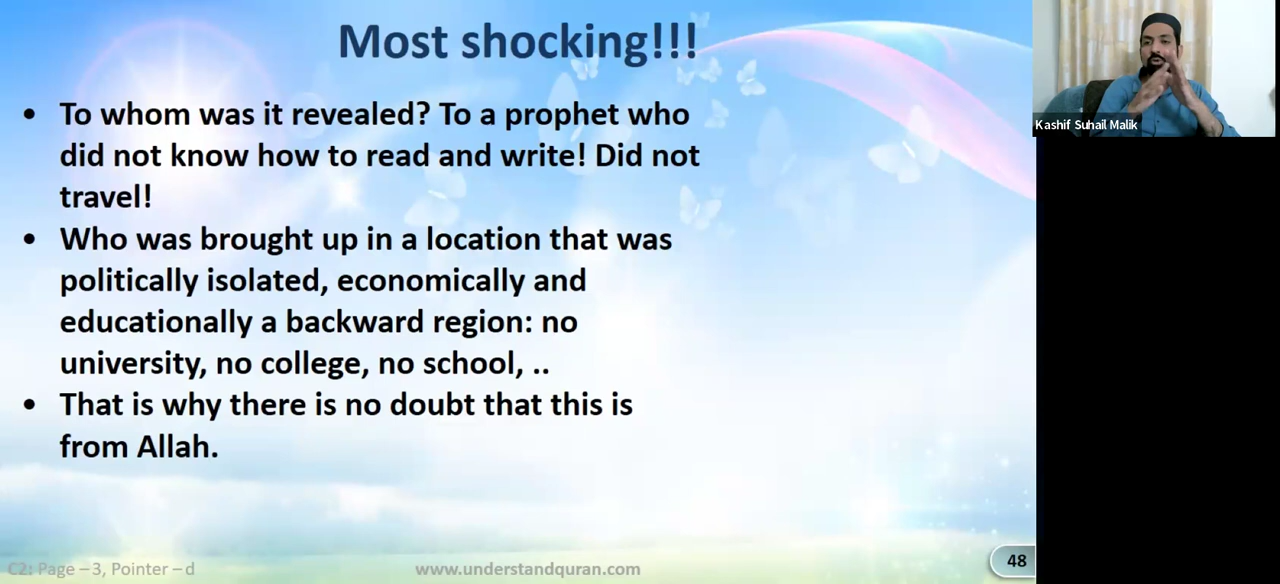 Most shocking!!!
• To whom was it revealed? To a prophet who
did not know how to read and write! Did not
travel!
• Who was brought up in a location that was
politically isolated, economically and
educationally a backward region: no
university, no college, no school, ..
• That is why there is no doubt that this is
from Allah.
C2: Page – 3, Pointer – d
www.understandquran.com
48
Kashif Suhail Malik